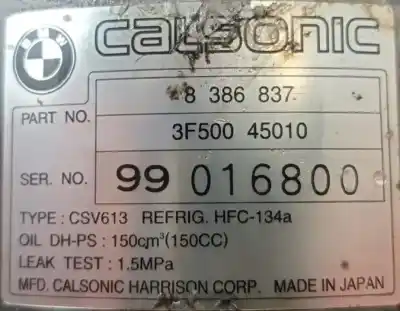 BMW
CALSONIC
8 386 837
PART NO.
3F500 45010
SER. NO. 99 016800
TYPE : CSV613 REFRIG. HFC-134a
OIL DH-PS : 150cm³(150CC)
LEAK TEST : 1.5MPa
MFD. CALSONIC HARRISON CORP. MADE IN JAPAN